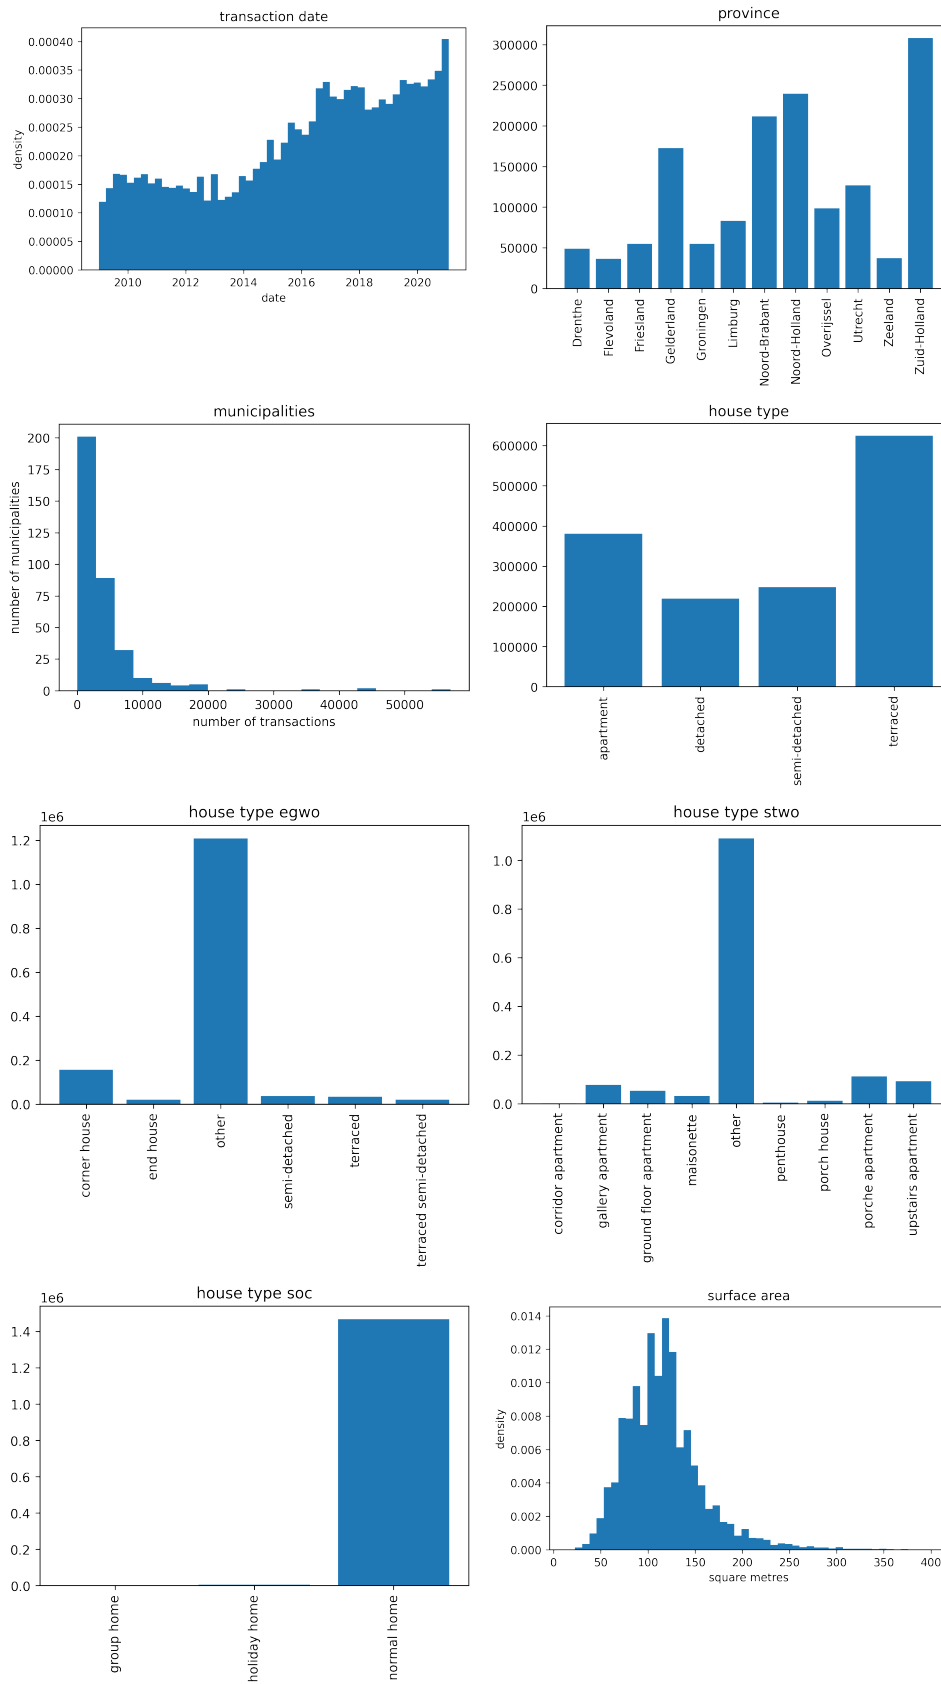 transaction date
0.00040
0.00035
0.00030
0.00025
0.00020
0.00015
0.00010
0.00005
0.00000
density
2010 2012 2014 2016 2018 2020
date
province
300000
250000
200000
150000
100000
50000
0
Drenthe
Flevoland
Friesland
Gelderland
Groningen
Limburg
Noord-Brabant
Noord-Holland
Overijssel
Utrecht
Zeeland
Zuid-Holland
municipalities
200
175
150
125
100
75
50
25
0
number of municipalities
0 10000 20000 30000 40000 50000
number of transactions
house type
600000
500000
400000
300000
200000
100000
0
apartment
detached
semi-detached
terraced
house type egwo
1e6
1.2
1.0
0.8
0.6
0.4
0.2
0.0
corner house
end house
other
semi-detached
terraced
terraced semi-detached
house type stwo
1e6
1.0
0.8
0.6
0.4
0.2
0.0
corridor apartment
gallery apartment
ground floor apartment
maisonette
other
penthouse
porch house
porche apartment
upstairs apartment
house type soc
1e6
1.4
1.2
1.0
0.8
0.6
0.4
0.2
0.0
group home
holiday home
normal home
surface area
0.014
0.012
0.010
0.008
0.006
0.004
0.002
0.000
density
0 50 100 150 200 250 300 350 400
square metres